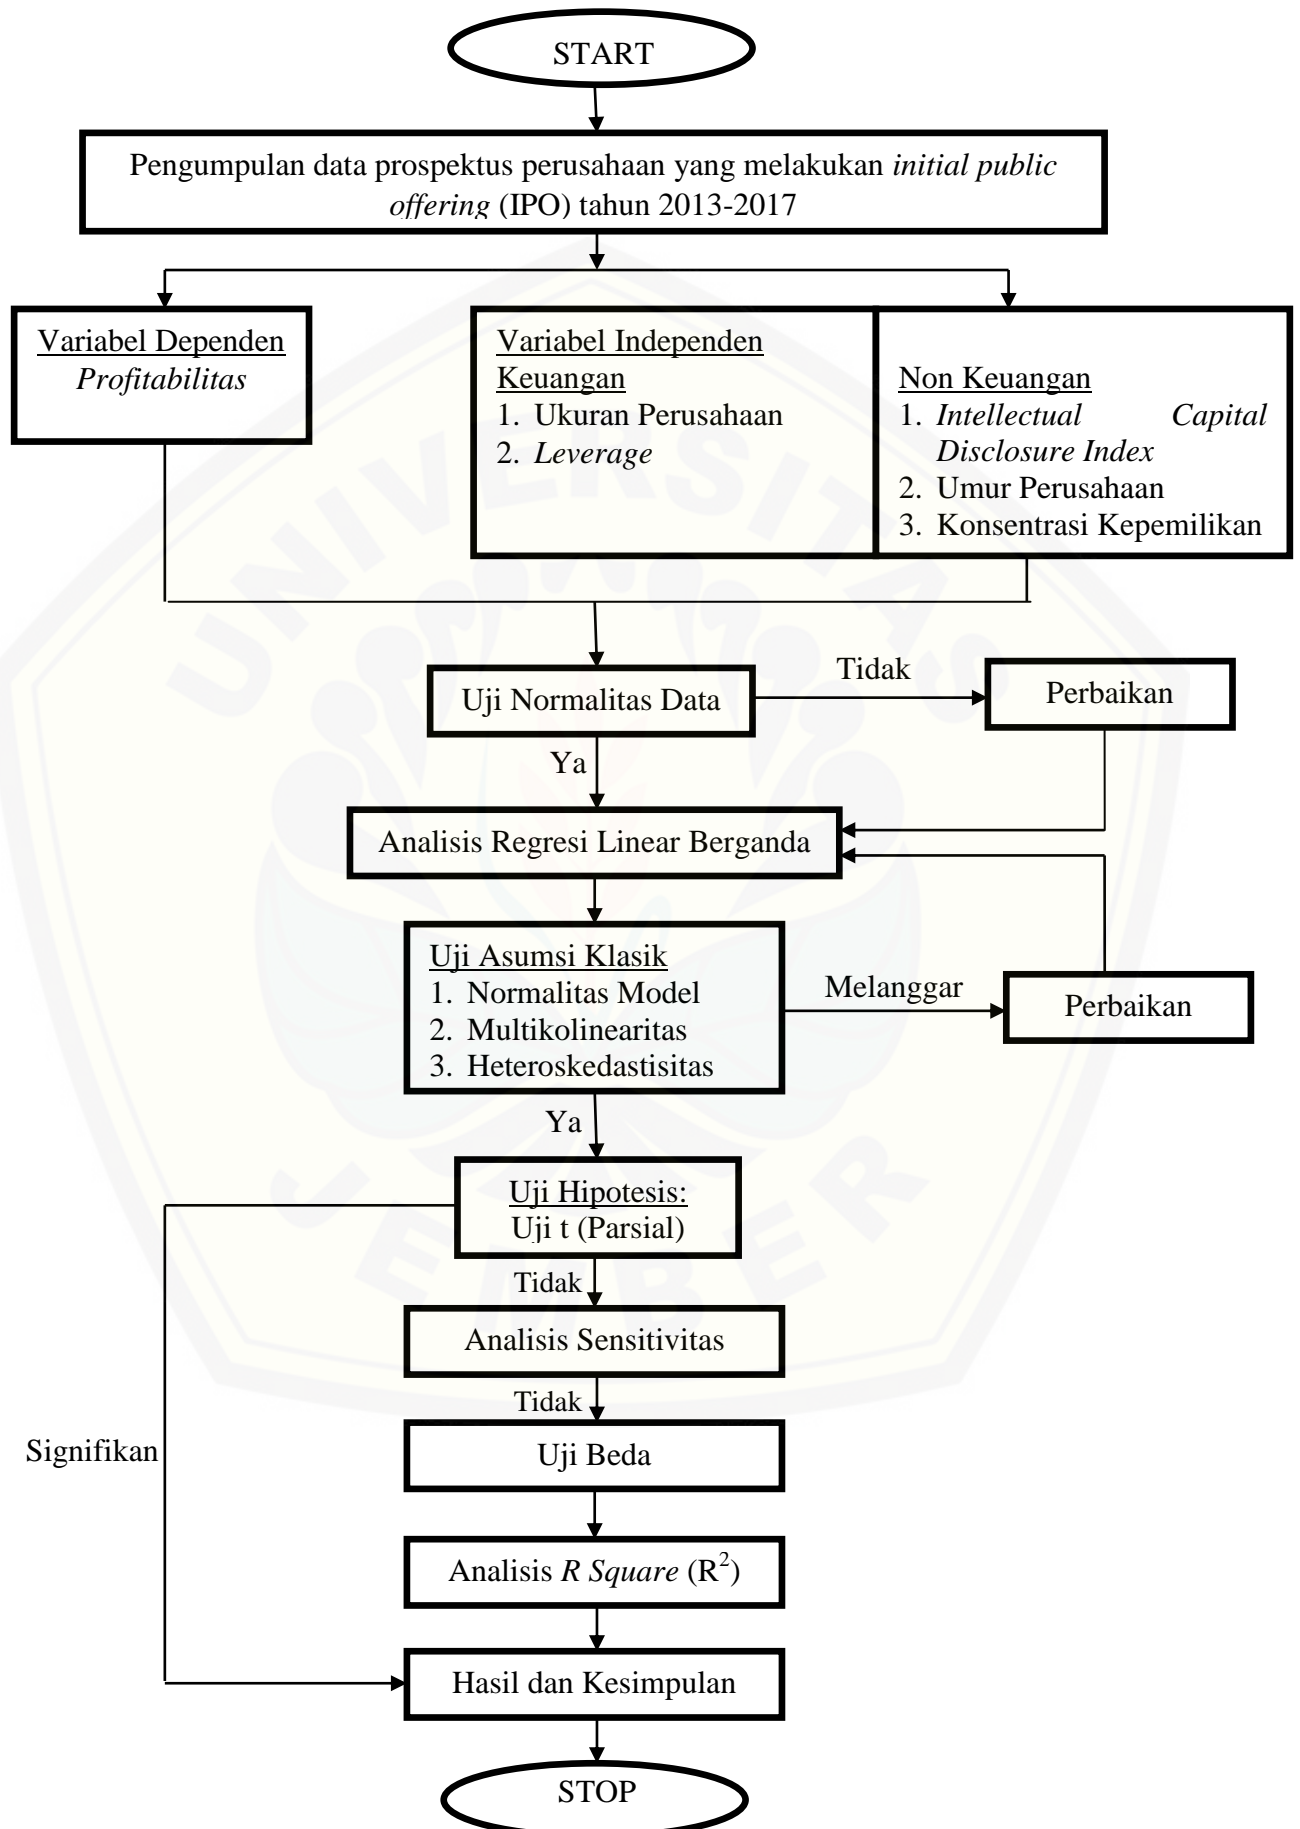 START
Pengumpulan data prospektus perusahaan yang melakukan initial public
offering (IPO) tahun 2013-2017
Variabel Dependen
Profitabilitas
Variabel Independen
Keuangan
1. Ukuran Perusahaan
2. Leverage
Non Keuangan
1. Intellectual Capital
Disclosure Index
2. Umur Perusahaan
3. Konsentrasi Kepemilikan
Uji Normalitas Data
Tidak
Perbaikan
Ya
Analisis Regresi Linear Berganda
Uji Asumsi Klasik
1. Normalitas Model
2. Multikolinearitas
3. Heteroskedastisitas
Melanggar
Perbaikan
Ya
Uji Hipotesis:
Uji t (Parsial)
Tidak
Analisis Sensitivitas
Tidak
Signifikan
Uji Beda
Analisis R Square (R²)
Hasil dan Kesimpulan
STOP
UNIVERSITAS
JEMBER